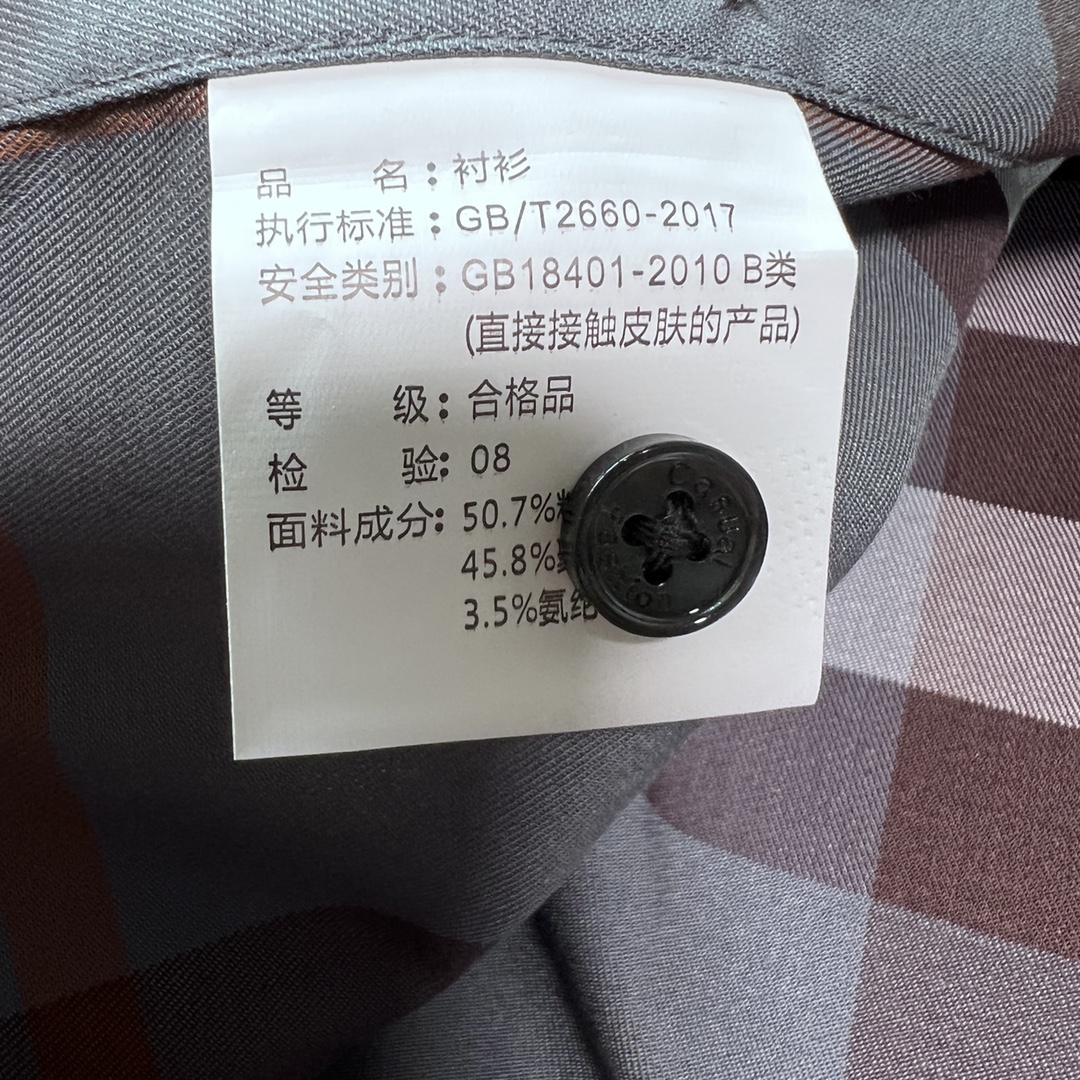 品 名：衬衫
执行标准：GB/T2660-2017
安全类别：GB18401-2010 B类
(直接接触皮肤的产品)
等 级：合格品
检 验：08
面料成分：50.7%
45.8%
3.5%氨纶
Casual